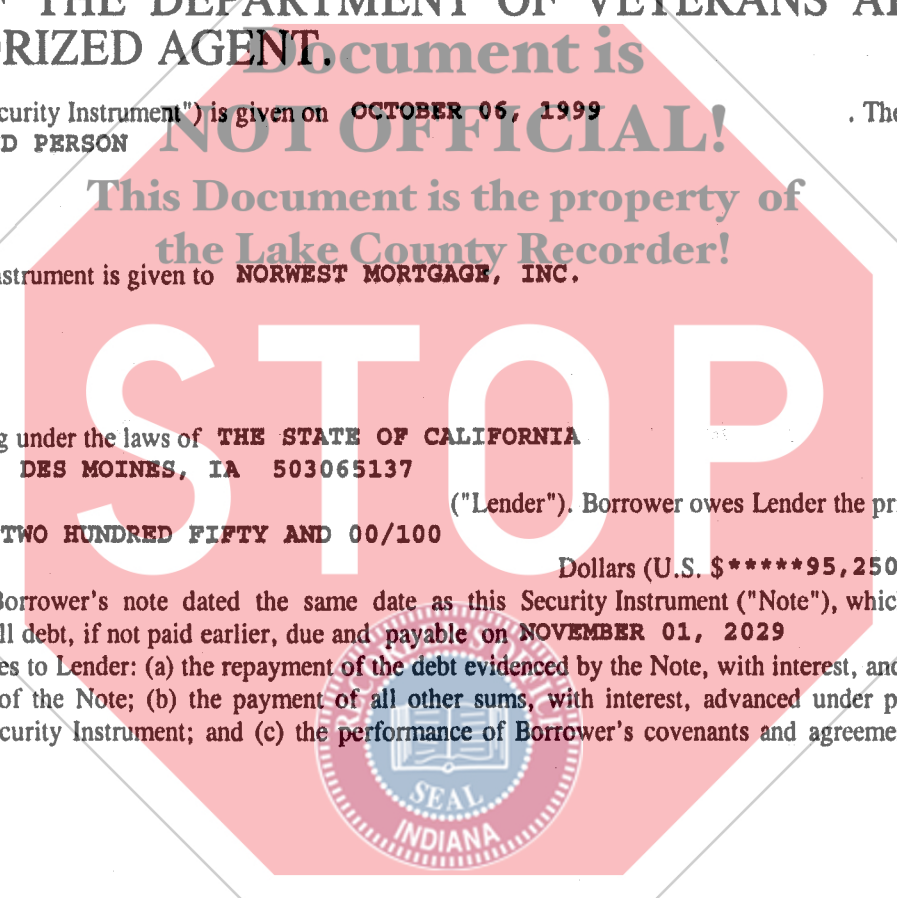 THE DEPARTMENT OF VETERANS
RIZED AGENT.
Document is
curity Instrument") is given on OCTOBER 06, 1999 . The
NOT OFFICIAL!
D PERSON
This Document is the property of
the Lake County Recorder!
strument is given to NORWEST MORTGAGE, INC.
STOP
g under the laws of THE STATE OF CALIFORNIA
DES MOINES, IA 503065137
("Lender"). Borrower owes Lender the pr
TWO HUNDRED FIFTY AND 00/100
Dollars (U.S. $*****95,250
Borrower's note dated the same date as this Security Instrument ("Note"), whic
ll debt, if not paid earlier, due and payable on NOVEMBER 01, 2029
es to Lender: (a) the repayment of the debt evidenced by the Note, with interest, and
of the Note; (b) the payment of all other sums, with interest, advanced under p
curity Instrument; and (c) the performance of Borrower's covenants and agreeme
RECORDER'S OFFICE
SEAL
INDIANA